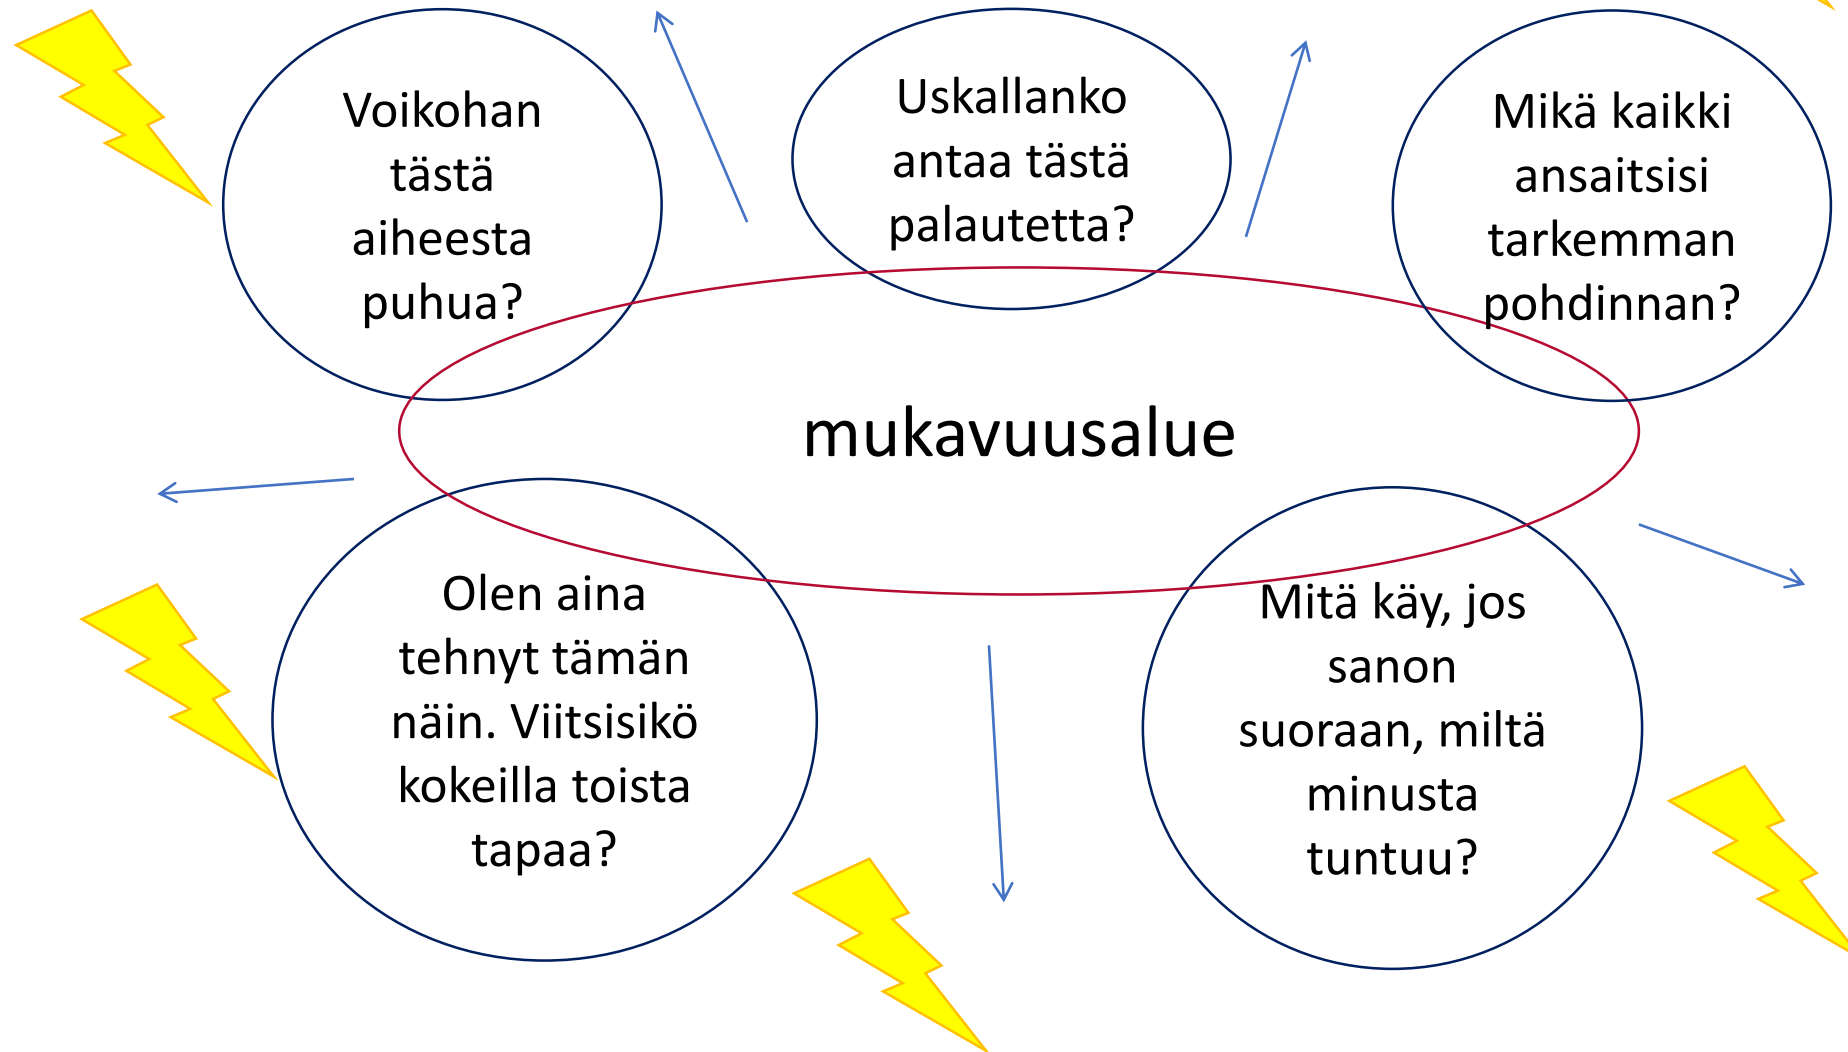 Voikohan
tästä
aiheesta
puhua?
Uskallanko
antaa tästä
palautetta?
Mikä kaikki
ansaitsisi
tarkemman
pohdinnan?
mukavuusalue
Olen aina
tehnyt tämän
näin. Viitsisikö
kokeilla toista
tapaa?
Mitä käy, jos
sanon
suoraan, miltä
minusta
tuntuu?